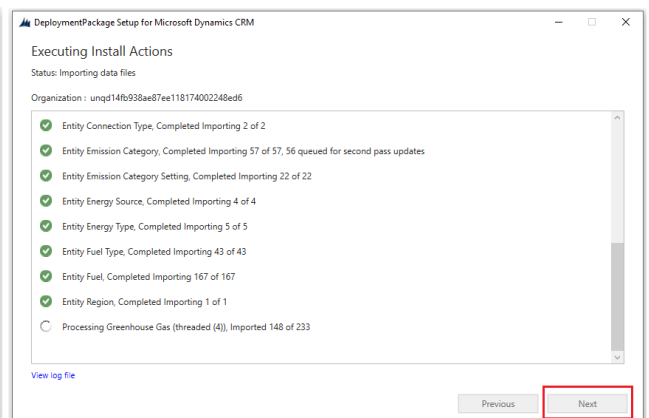 DeploymentPackage Setup for Microsoft Dynamics CRM
Executing Install Actions
Status: Importing data files
Organization : unqd14fb938ae87ee118174002248ed6
Entity Connection Type, Completed Importing 2 of 2
Entity Emission Category, Completed Importing 57 of 57, 56 queued for second pass updates
Entity Emission Category Setting, Completed Importing 22 of 22
Entity Energy Source, Completed Importing 4 of 4
Entity Energy Type, Completed Importing 5 of 5
Entity Fuel Type, Completed Importing 43 of 43
Entity Fuel, Completed Importing 167 of 167
Entity Region, Completed Importing 1 of 1
Processing Greenhouse Gas (threaded (4)), Imported 148 of 233
View log file
Previous
Next